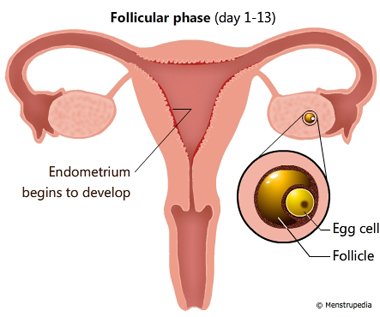 Follicular phase (day 1-13)
Endometrium
begins to develop
Egg cell
Follicle
© Menstrupedia